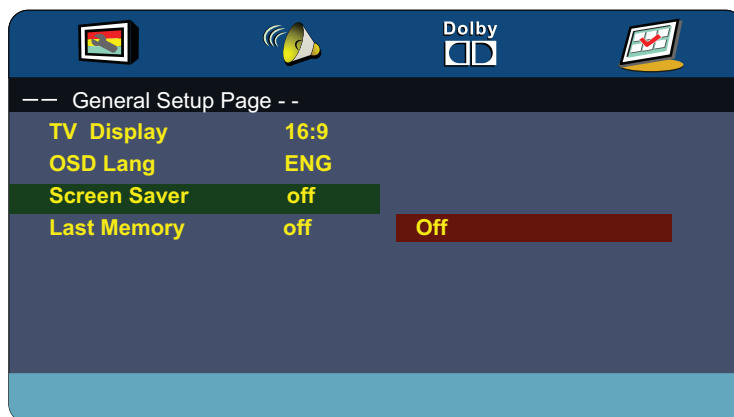 Dolby
—— General Setup Page - -
TV Display 16:9
OSD Lang ENG
Screen Saver off
Last Memory off Off